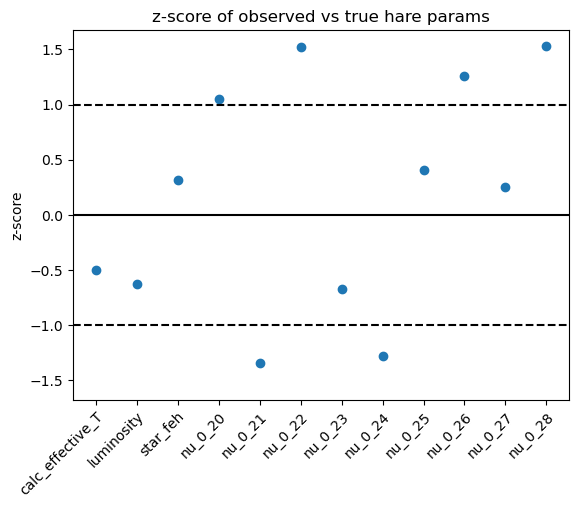 z-score of observed vs true hare params
1.5
1.0
0.5
0.0
−0.5
−1.0
−1.5
z-score
calc_effective_T
luminosity
star_feh
nu_0_20
nu_0_21
nu_0_22
nu_0_23
nu_0_24
nu_0_25
nu_0_26
nu_0_27
nu_0_28